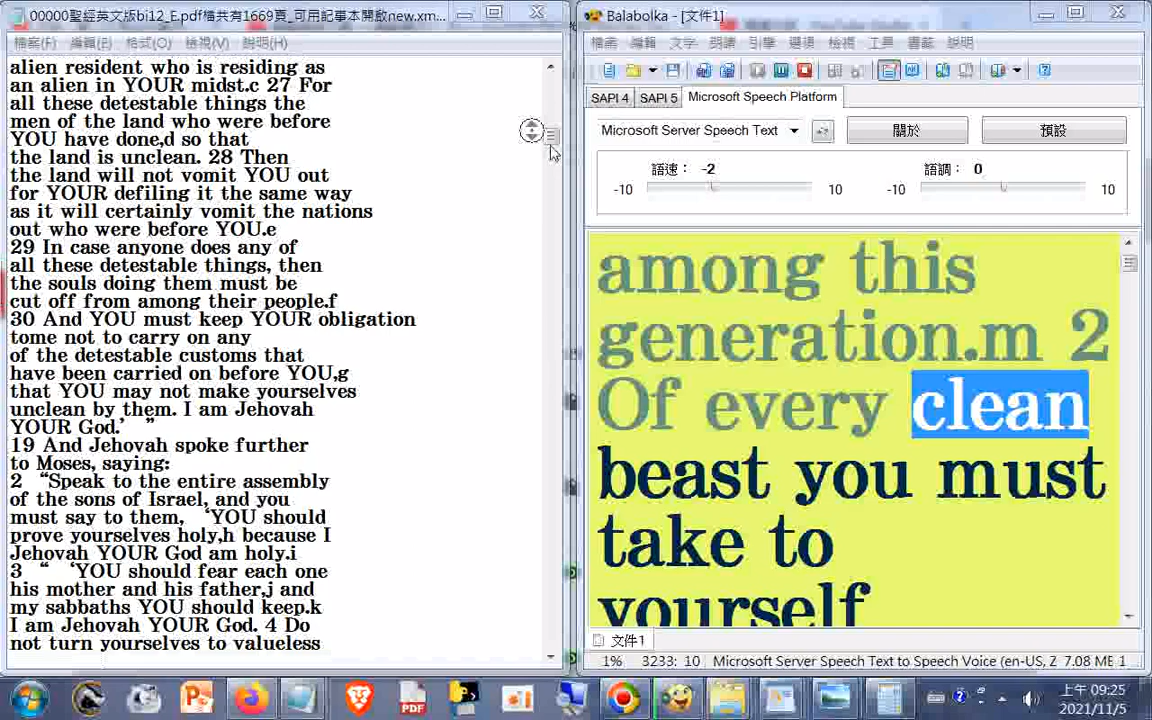 00000聖經英文版bi12_E.pdf檔共有1669頁_可用記事本開啟new.xm...
檔案(F) 編輯(E) 格式(O) 檢視(V) 說明(H)
alien resident who is residing as
an alien in YOUR midst.c 27 For
all these detestable things the
men of the land who were before
YOU have done,d so that
the land is unclean. 28 Then
the land will not vomit YOU out
for YOUR defiling it the same way
as it will certainly vomit the nations
out who were before YOU.e
29 In case anyone does any of
all these detestable things, then
the souls doing them must be
cut off from among their people.f
30 And YOU must keep YOUR obligation
tome not to carry on any
of the detestable customs that
have been carried on before YOU,g
that YOU may not make yourselves
unclean by them. I am Jehovah
YOUR God.’ ”
19 And Jehovah spoke further
to Moses, saying:
2 “Speak to the entire assembly
of the sons of Israel, and you
must say to them, ‘YOU should
prove yourselves holy,h because I
Jehovah YOUR God am holy.i
3 “ ‘YOU should fear each one
his mother and his father,j and
my sabbaths YOU should keep.k
I am Jehovah YOUR God. 4 Do
not turn yourselves to valueless
Balabolka - [文件1]
檔案 編輯 文字 朗讀 引擎 選項 檢視 工具 書籤 說明
SAPI 4 SAPI 5 Microsoft Speech Platform
Microsoft Server Speech Text 關於 預設
語速： -2 語調： 0
-10 10 -10 10
among this
generation.m 2
Of every clean
beast you must
take to
yourself
文件1
1% 3233: 10 Microsoft Server Speech Text to Speech Voice (en-US, Z 7.08 ME 1
PDF
上午 09:25
2021/11/5